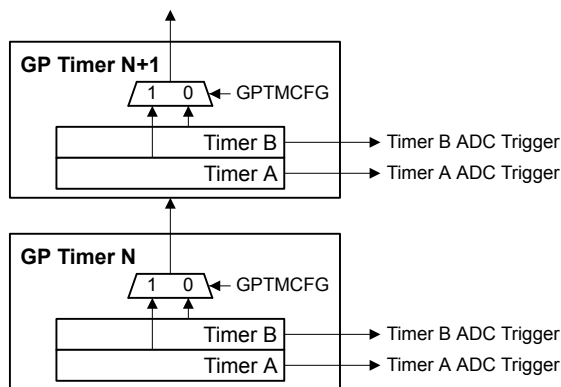 GP Timer N+1
1 0 GPTMCFG
Timer B Timer B ADC Trigger
Timer A Timer A ADC Trigger
GP Timer N
1 0 GPTMCFG
Timer B Timer B ADC Trigger
Timer A Timer A ADC Trigger